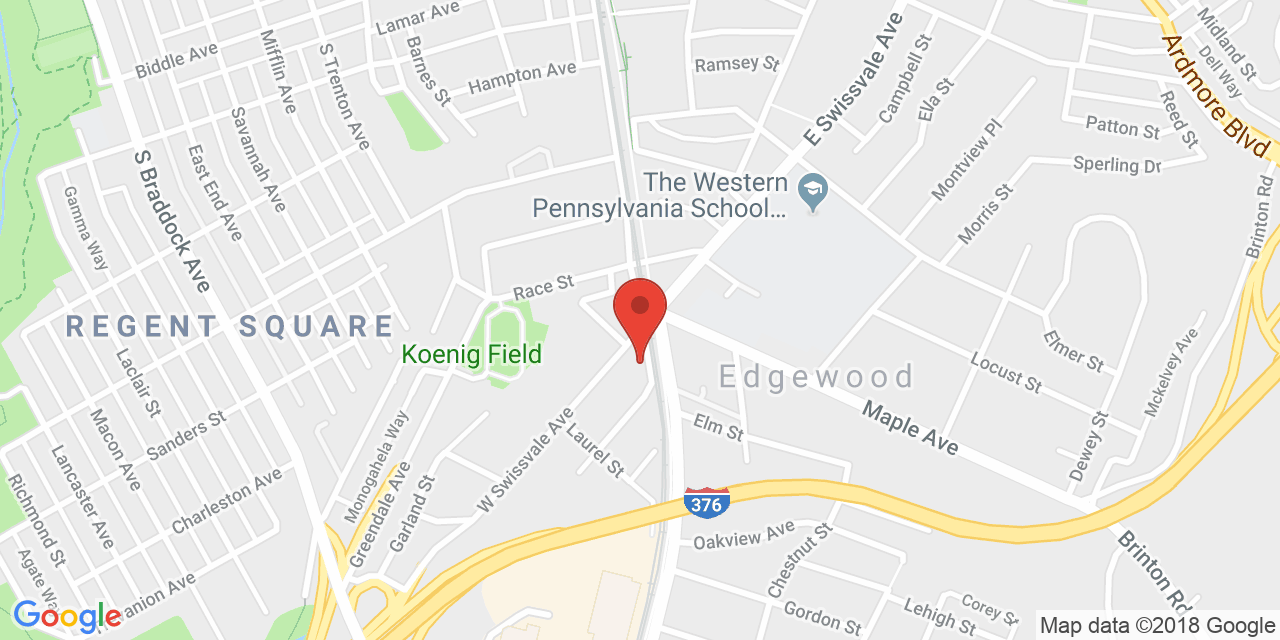 Lamar Ave
Biddle Ave
Mifflin Ave
S Trenton Ave
Barnes St
Hampton Ave
Ramsey St
E Swissvale Ave
Campbell St
Ella St
Midland St
Dell Way
Ardmore Blvd
Reed St
Patton St
Sperling Dr
Montview Pl
Morris St
Brinton Rd
Savannah Ave
East End Ave
S Braddock Ave
Gamma Way
The Western
Pennsylvania School...
Race St
REGENT SQUARE
Koenig Field
Edgewood
Elmer St
Locust St
Mckelvey Ave
Dewey St
Maple Ave
Elm St
Laclair St
Macon Ave
Sanders St
Lancaster Ave
Richmond St
Charleston Ave
Agate Way
Monogahela Way
Greendale Ave
Garland St
W Swissvale Ave
Laurel St
376
Oakview Ave
Chestnut St
Gordon St
Lehigh St
Corey St
Brinton Rd
Google
Map data ©2018 Google